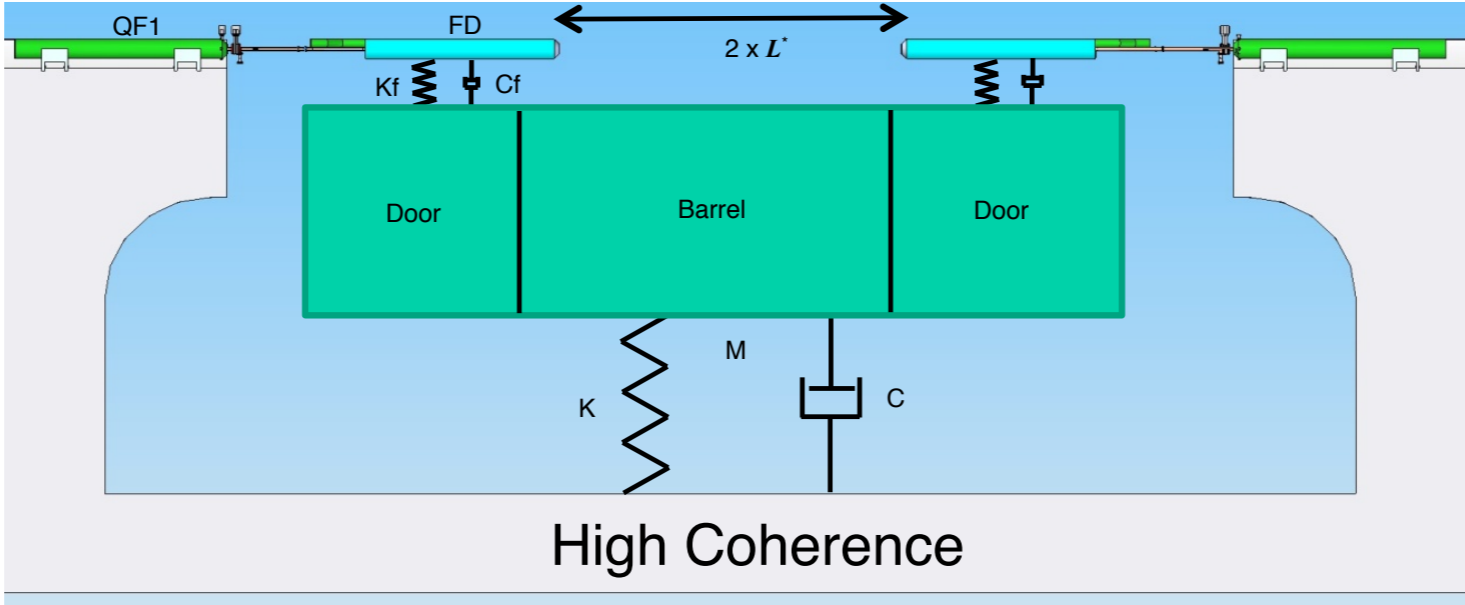 QF1
FD
2 x L*
Kf
Cf
Door
Barrel
Door
M
K
C
High Coherence